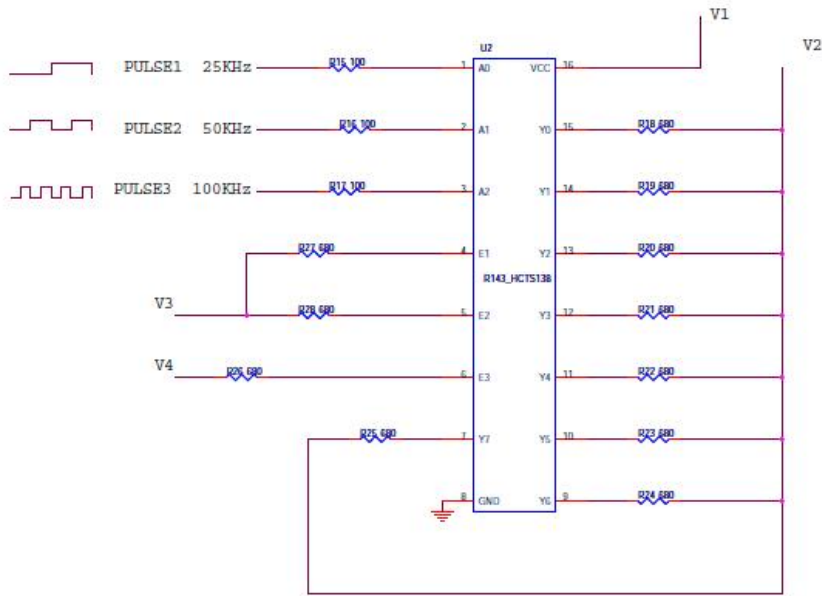 V1
V2
U2
PULSE1 25KHz R15 100 1 A0 VCC 16
PULSE2 50KHz R16 100 2 A1 Y0 15 R18 680
PULSE3 100KHz R17 100 3 A2 Y1 14 R19 680
R27 680 4 E1 Y2 13 R20 680
R143_HCTS138
V3 R28 680 5 E2 Y3 12 R21 680
V4 R26 680 6 E3 Y4 11 R22 680
R25 680 7 Y7 Y5 10 R23 680
8 GND Y6 9 R24 680